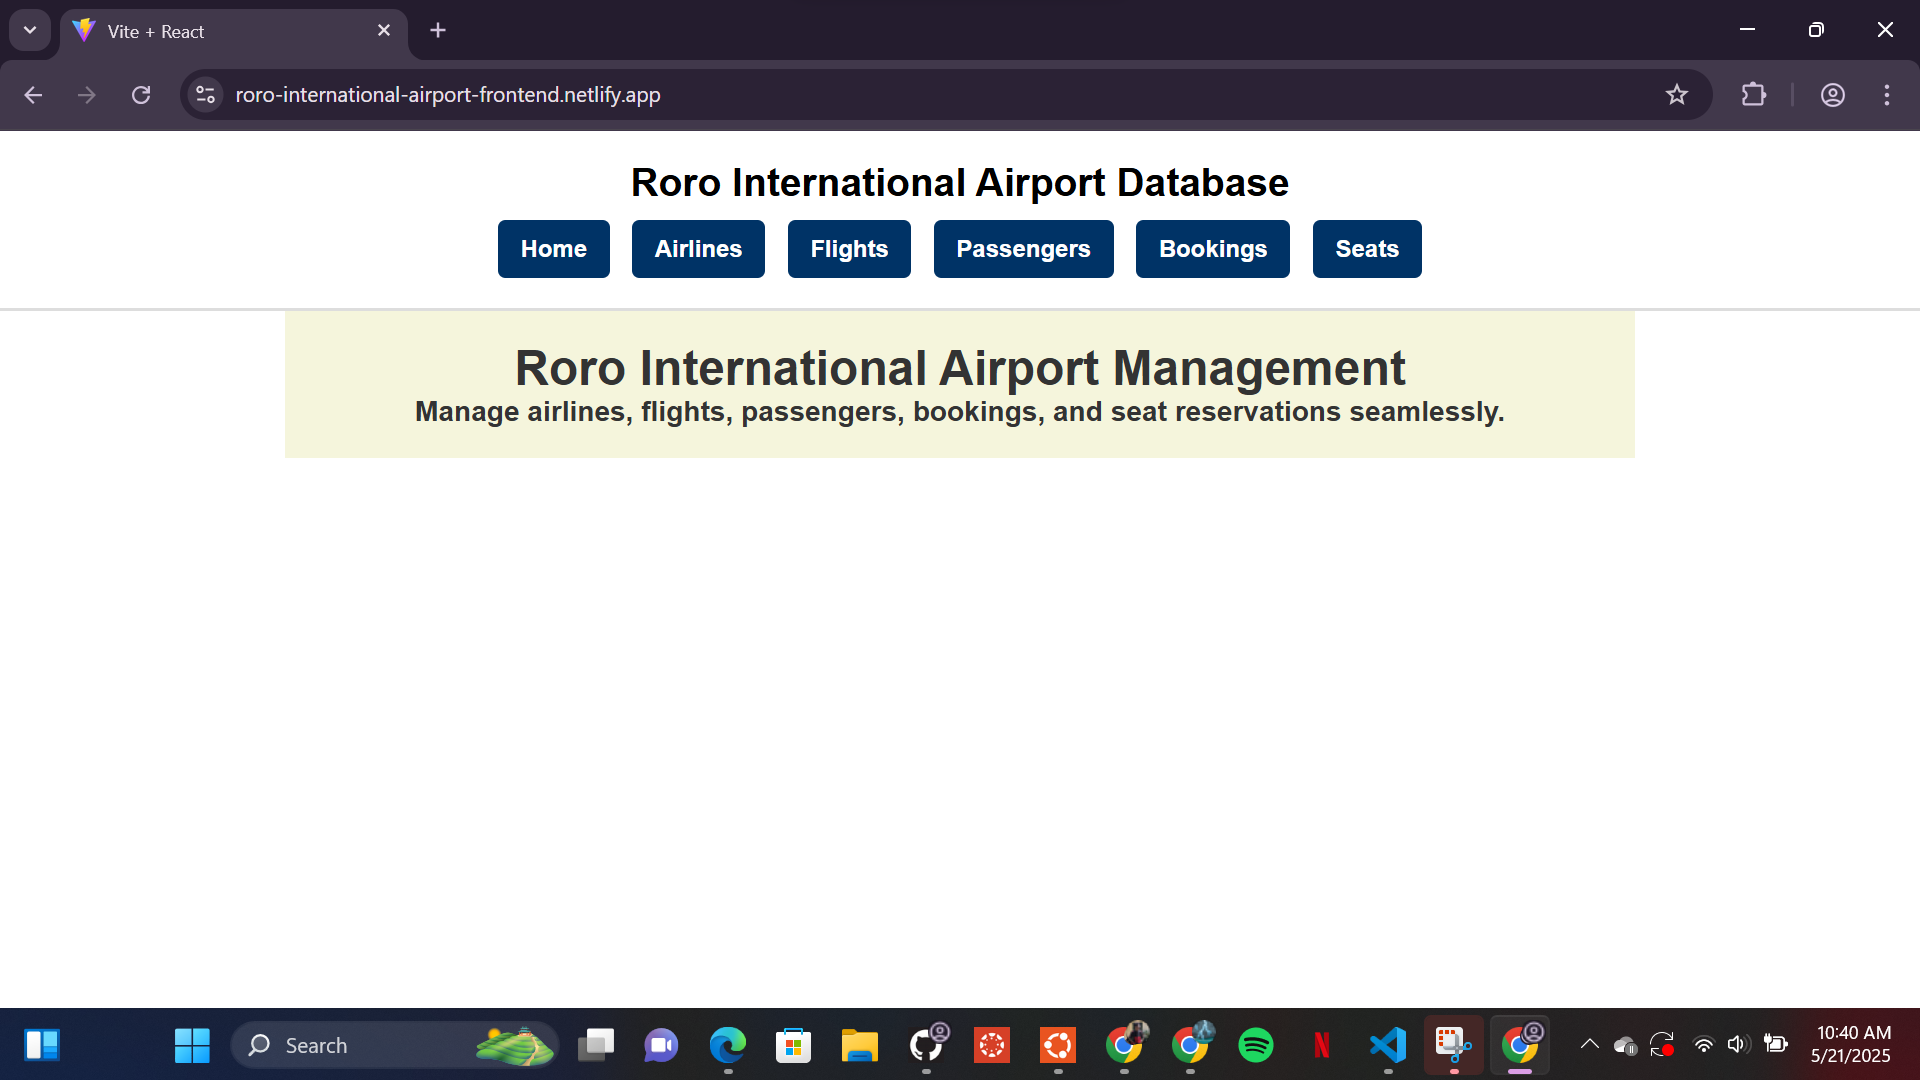 Vite + React
roro-international-airport-frontend.netlify.app
Roro International Airport Database
Home Airlines Flights Passengers Bookings Seats
Roro International Airport Management
Manage airlines, flights, passengers, bookings, and seat reservations seamlessly.
Search
N
10:40 AM
5/21/2025